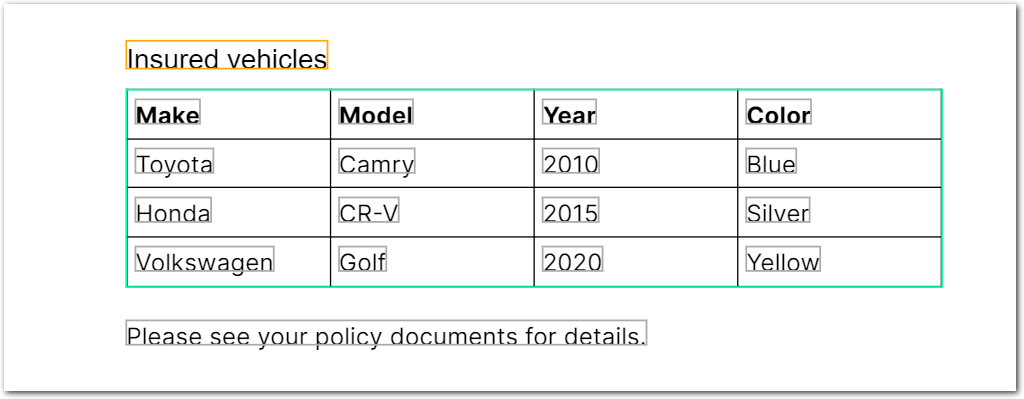 Insured vehicles
Make Model Year Color
Toyota Camry 2010 Blue
Honda CR-V 2015 Silver
Volkswagen Golf 2020 Yellow
Please see your policy documents for details.